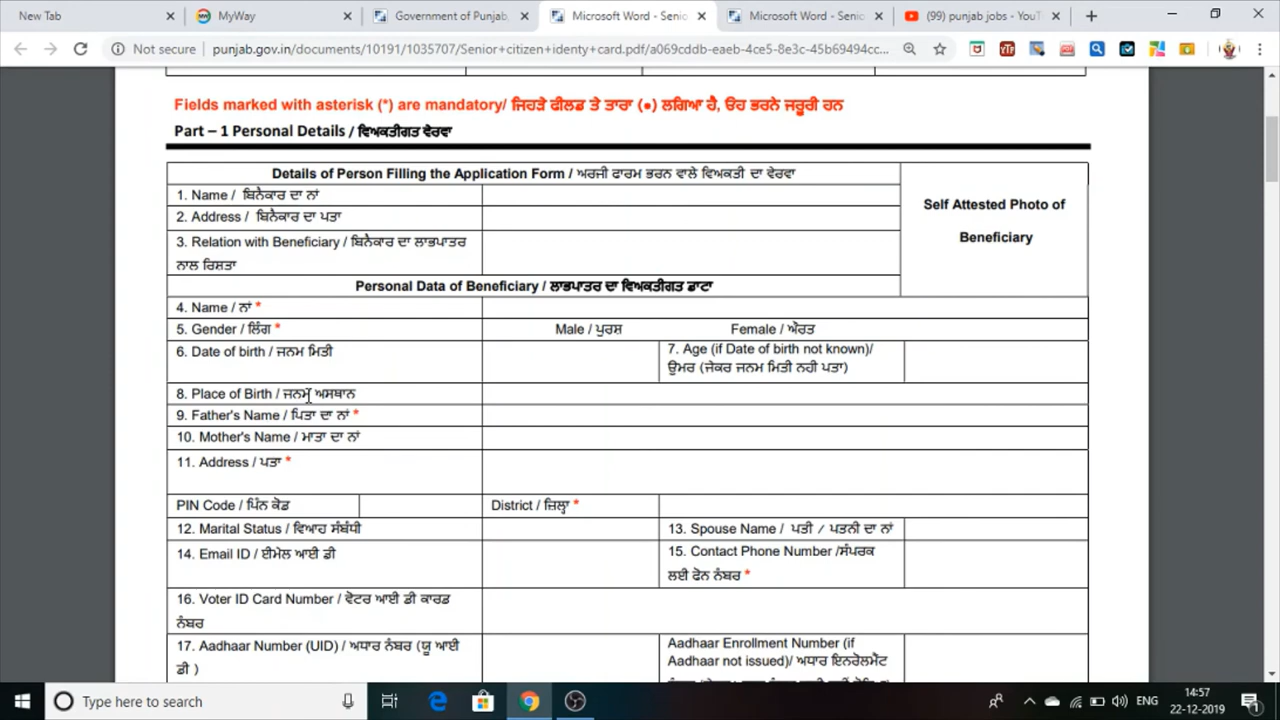 New Tab
MyWay
Government of Punjab,
Microsoft Word - Senio
Microsoft Word - Senio
(99) punjab jobs - YouT
Not secure
punjab.gov.in/documents/10191/1035707/Senior+citizen+identy+card.pdf/a069cddb-eaeb-4ce5-8e3c-45b69494cc...
Fields marked with asterisk (*) are mandatory/ ਜਿਹੜੇ ਫੀਲਡ ਤੇ ਤਾਰਾ (•) ਲਗਿਆ ਹੈ, ਉਹ ਭਰਨੇ ਜਰੂਰੀ ਹਨ
Part – 1 Personal Details / ਵਿਅਕਤੀਗਤ ਵੇਰਵਾ
Details of Person Filling the Application Form / ਅਰਜੀ ਫਾਰਮ ਭਰਨ ਵਾਲੇ ਵਿਅਕਤੀ ਦਾ ਵੇਰਵਾ
Self Attested Photo of
Beneficiary
1. Name / ਬਿਨੈਕਾਰ ਦਾ ਨਾਂ
2. Address / ਬਿਨੈਕਾਰ ਦਾ ਪਤਾ
3. Relation with Beneficiary / ਬਿਨੈਕਾਰ ਦਾ ਲਾਭਪਾਤਰ
ਨਾਲ ਰਿਸ਼ਤਾ
Personal Data of Beneficiary / ਲਾਭਪਾਤਰ ਦਾ ਵਿਅਕਤੀਗਤ ਡਾਟਾ
4. Name / ਨਾਂ *
5. Gender / ਲਿੰਗ * Male / ਪੁਰਸ਼ Female / ਔਰਤ
6. Date of birth / ਜਨਮ ਮਿਤੀ
7. Age (if Date of birth not known)/
ਉਮਰ (ਜੇਕਰ ਜਨਮ ਮਿਤੀ ਨਹੀ ਪਤਾ)
8. Place of Birth / ਜਨਮ ਅਸਥਾਨ
9. Father's Name / ਪਿਤਾ ਦਾ ਨਾਂ *
10. Mother's Name / ਮਾਤਾ ਦਾ ਨਾਂ
11. Address / ਪਤਾ *
PIN Code / ਪਿੰਨ ਕੋਡ District / ਜ਼ਿਲ੍ਹਾ *
12. Marital Status / ਵਿਆਹ ਸੰਬੰਧੀ
13. Spouse Name / ਪਤੀ / ਪਤਨੀ ਦਾ ਨਾਂ
14. Email ID / ਈਮੇਲ ਆਈ ਡੀ
15. Contact Phone Number /ਸੰਪਰਕ
ਲਈ ਫੋਨ ਨੰਬਰ *
16. Voter ID Card Number / ਵੋਟਰ ਆਈ ਡੀ ਕਾਰਡ
ਨੰਬਰ
17. Aadhaar Number (UID) / ਅਧਾਰ ਨੰਬਰ (ਯੂ ਆਈ
ਡੀ )
Aadhaar Enrollment Number (if
Aadhaar not issued)/ ਅਧਾਰ ਇਨਰੋਲਮੈਂਟ
Type here to search
ENG
14:57
22-12-2019